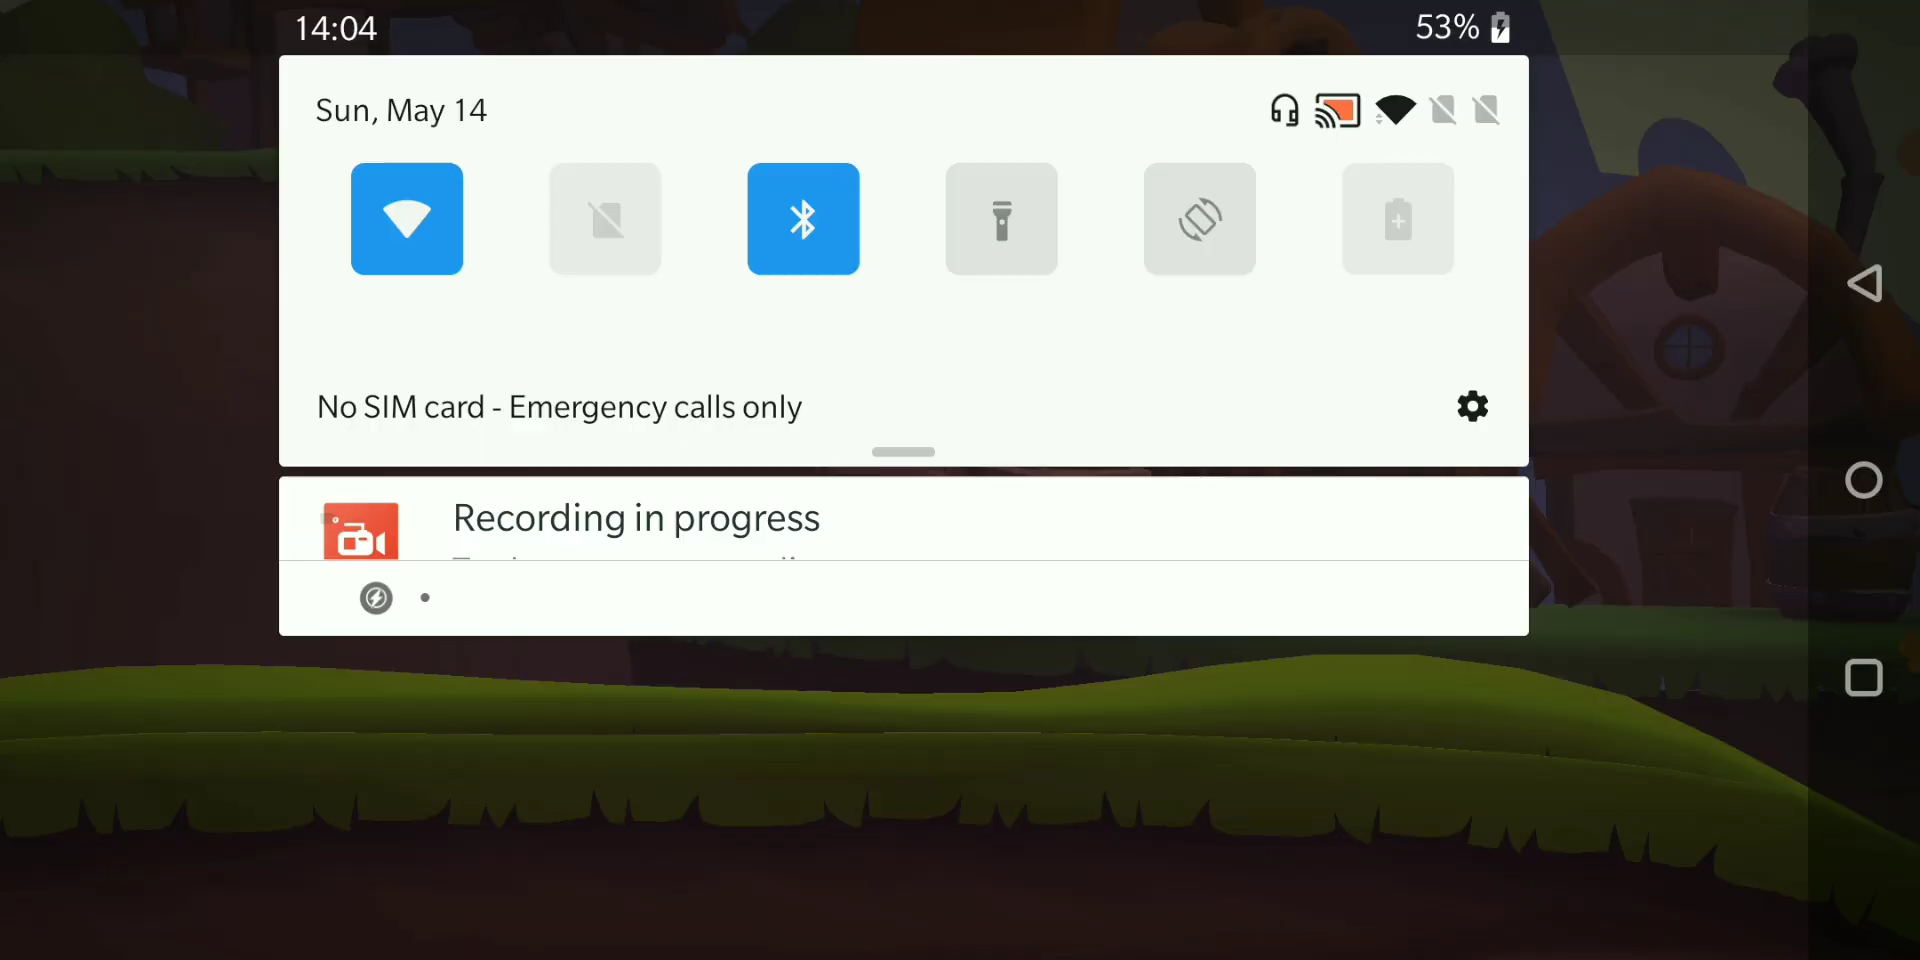 14:04
53%
Sun, May 14
No SIM card - Emergency calls only
Recording in progress